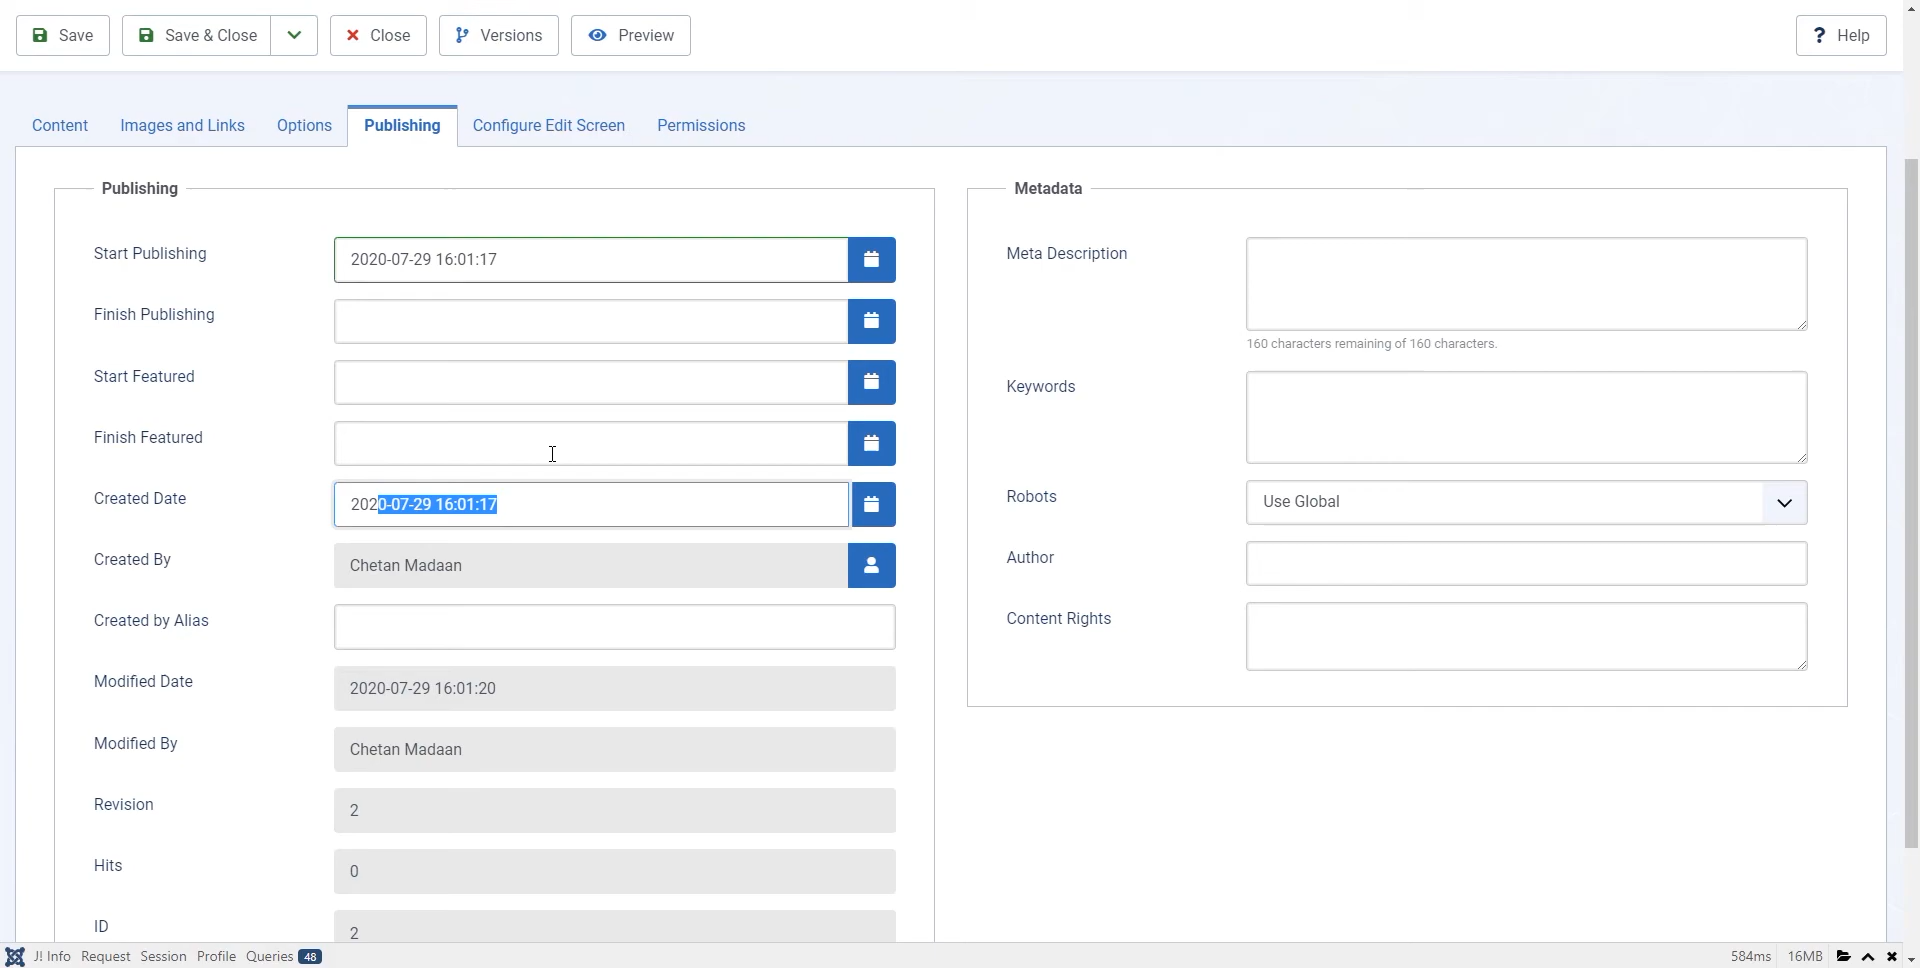 Save
Save & Close
Close
Versions
Preview
? Help
Content
Images and Links
Options
Publishing
Configure Edit Screen
Permissions
Publishing
Start Publishing
2020-07-29 16:01:17
Finish Publishing
Start Featured
Finish Featured
Created Date
2020-07-29 16:01:17
Created By
Chetan Madaan
Created by Alias
Modified Date
2020-07-29 16:01:20
Modified By
Chetan Madaan
Revision
2
Hits
0
ID
2
Metadata
Meta Description
160 characters remaining of 160 characters.
Keywords
Robots
Use Global
Author
Content Rights
J! Info
Request
Session
Profile
Queries 48
584ms
16MB